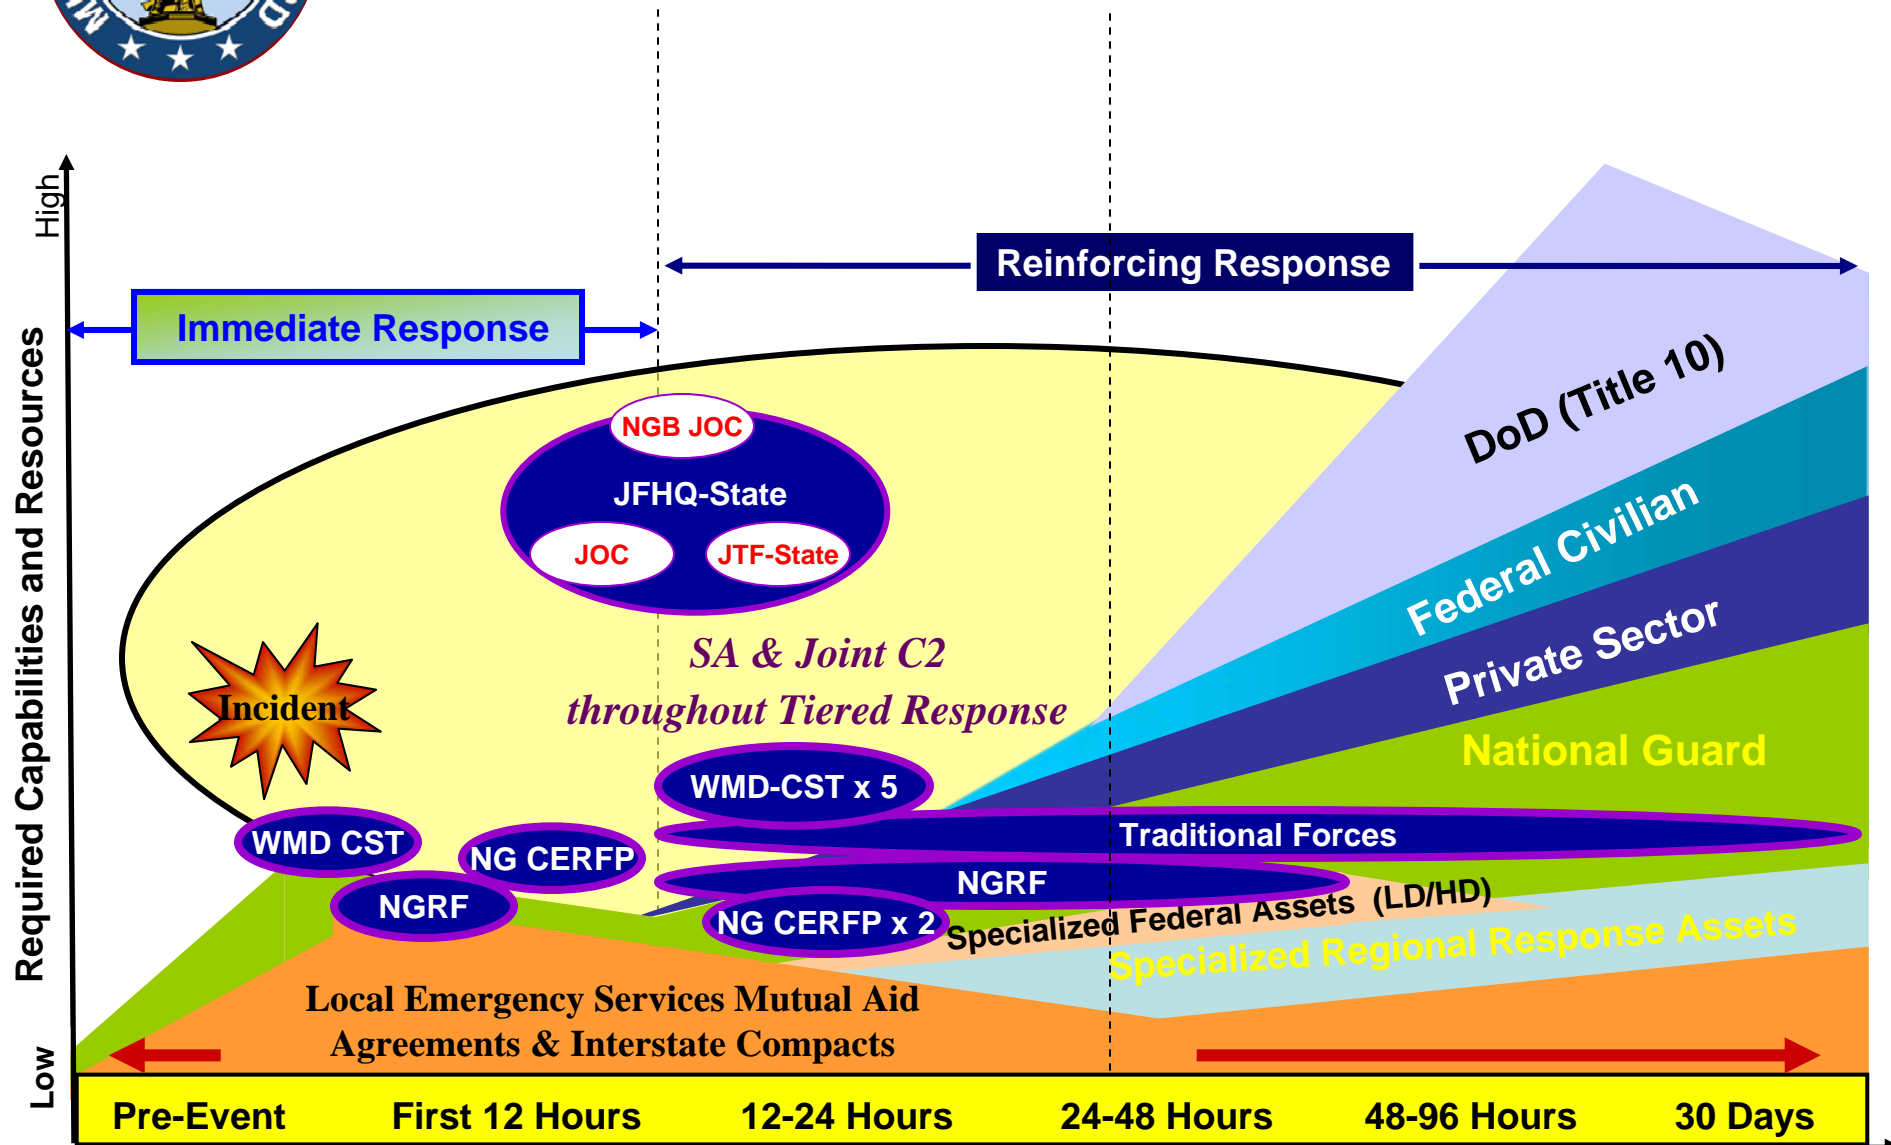 High
Reinforcing Response
Immediate Response
Required Capabilities and Resources
Low
NGB JOC
JFHQ-State
JOC
JTF-State
DoD (Title 10)
Federal Civilian
Private Sector
National Guard
SA & Joint C2
throughout Tiered Response
Incident
WMD-CST x 5
WMD CST
NG CERFP
Traditional Forces
NGRF
NGRF
NG CERFP x 2
Specialized Federal Assets (LD/HD)
Specialized Regional Response Assets
Local Emergency Services Mutual Aid
Agreements & Interstate Compacts
Pre-Event
First 12 Hours
12-24 Hours
24-48 Hours
48-96 Hours
30 Days